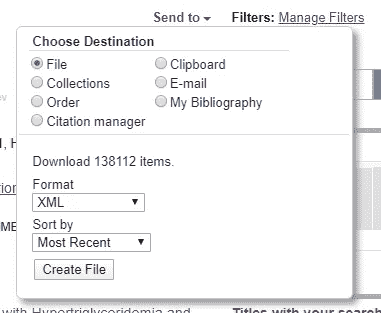 Send to Filters: Manage Filters
Choose Destination
File Clipboard
Collections E-mail
Order My Bibliography
Citation manager
Download 138112 items.
Format
XML
Sort by
Most Recent
Create File
with Hypertriglyceridemia and Titles with your search